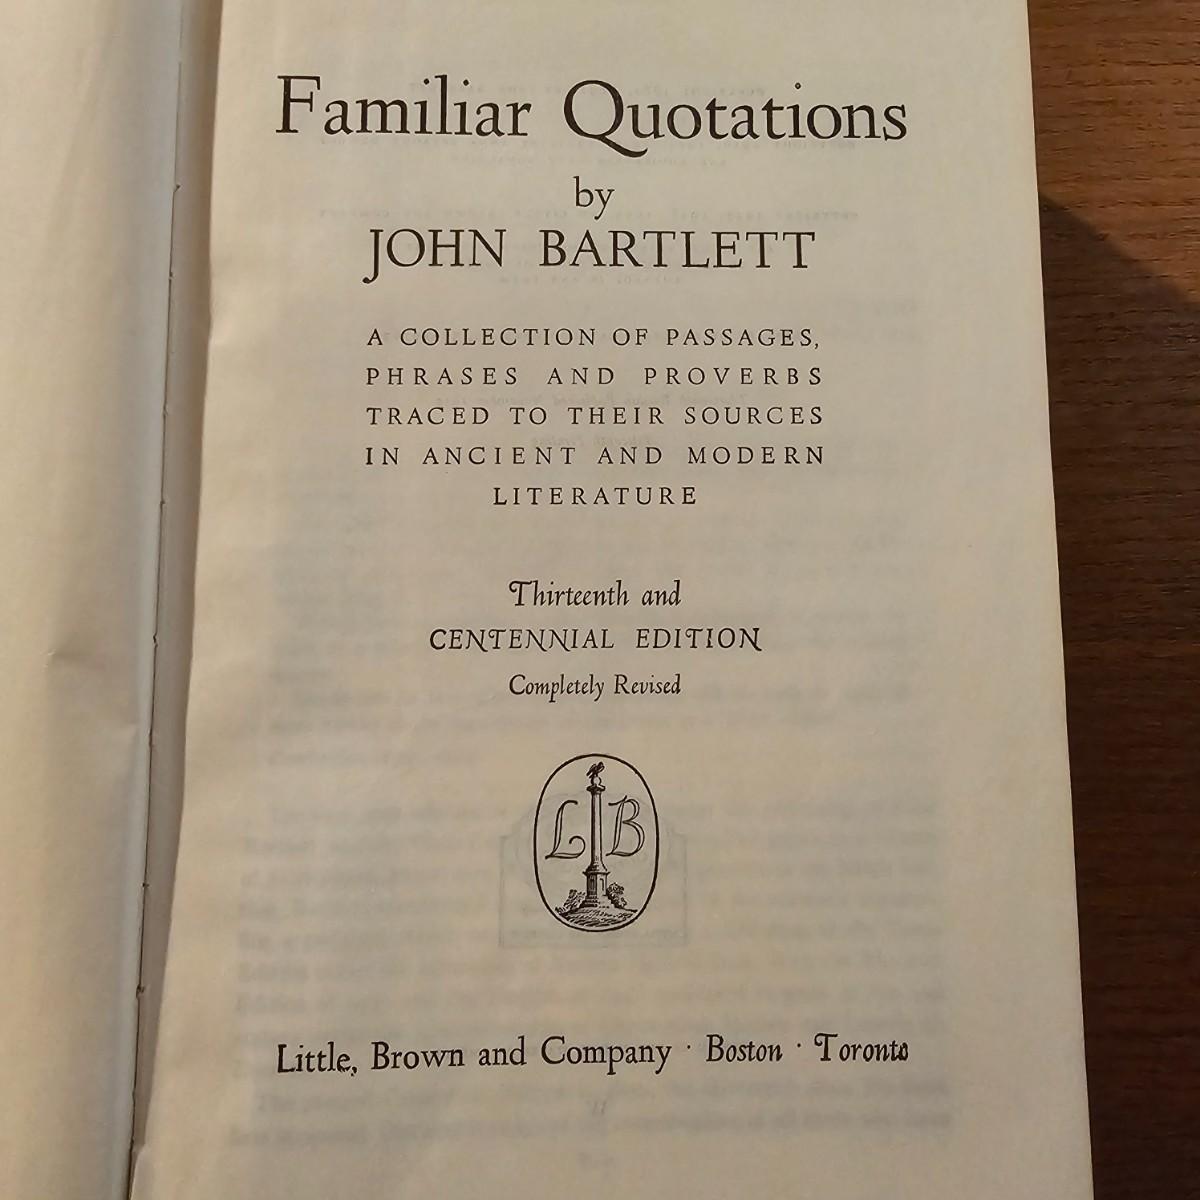 Familiar Quotations
by
JOHN BARTLETT
A COLLECTION OF PASSAGES,
PHRASES AND PROVERBS
TRACED TO THEIR SOURCES
IN ANCIENT AND MODERN
LITERATURE
Thirteenth and
CENTENNIAL EDITION
Completely Revised
L B
Little, Brown and Company · Boston · Toronto